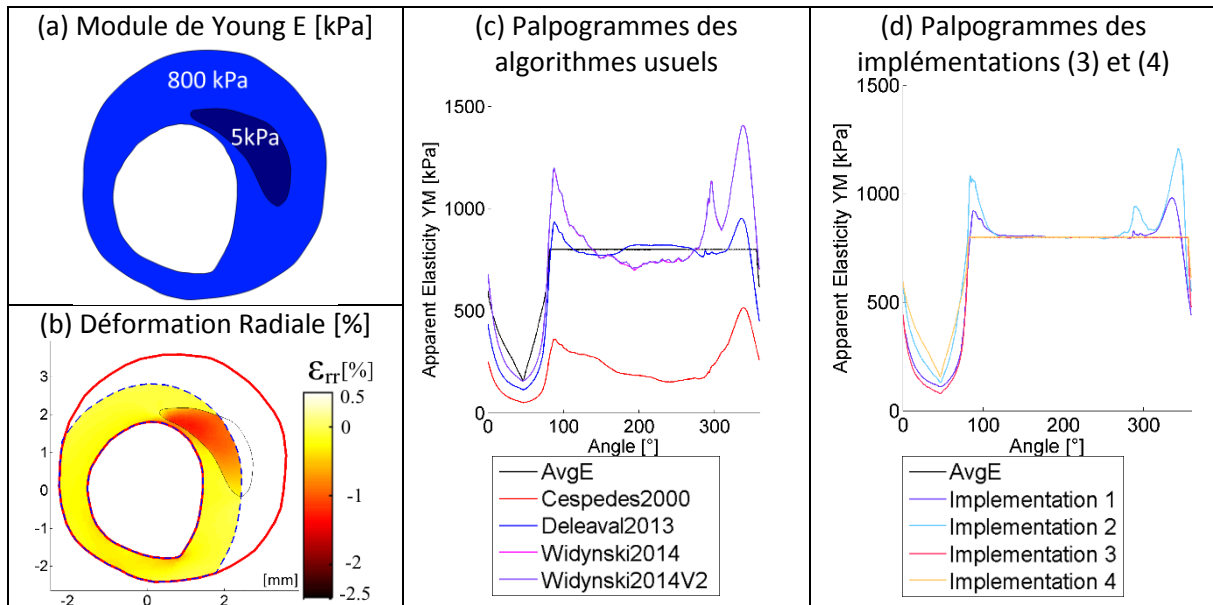 (a) Module de Young E [kPa]
800 kPa
5kPa
(b) Déformation Radiale [%]
3
2
1
0
-1
-2
-2
0
2
[mm]
εrr[%]
0.5
0
-1
-2
-2.5
(c) Palpogrammes des
algorithmes usuels
Apparent Elasticity YM [kPa]
1500
1000
500
0
0
100
200
300
Angle [°]
AvgE
Cespedes2000
Deleaval2013
Widynski2014
Widynski2014V2
(d) Palpogrammes des
implémentations (3) et (4)
Apparent Elasticity YM [kPa]
1500
1000
500
0
0
100
200
300
Angle [°]
AvgE
Implementation 1
Implementation 2
Implementation 3
Implementation 4